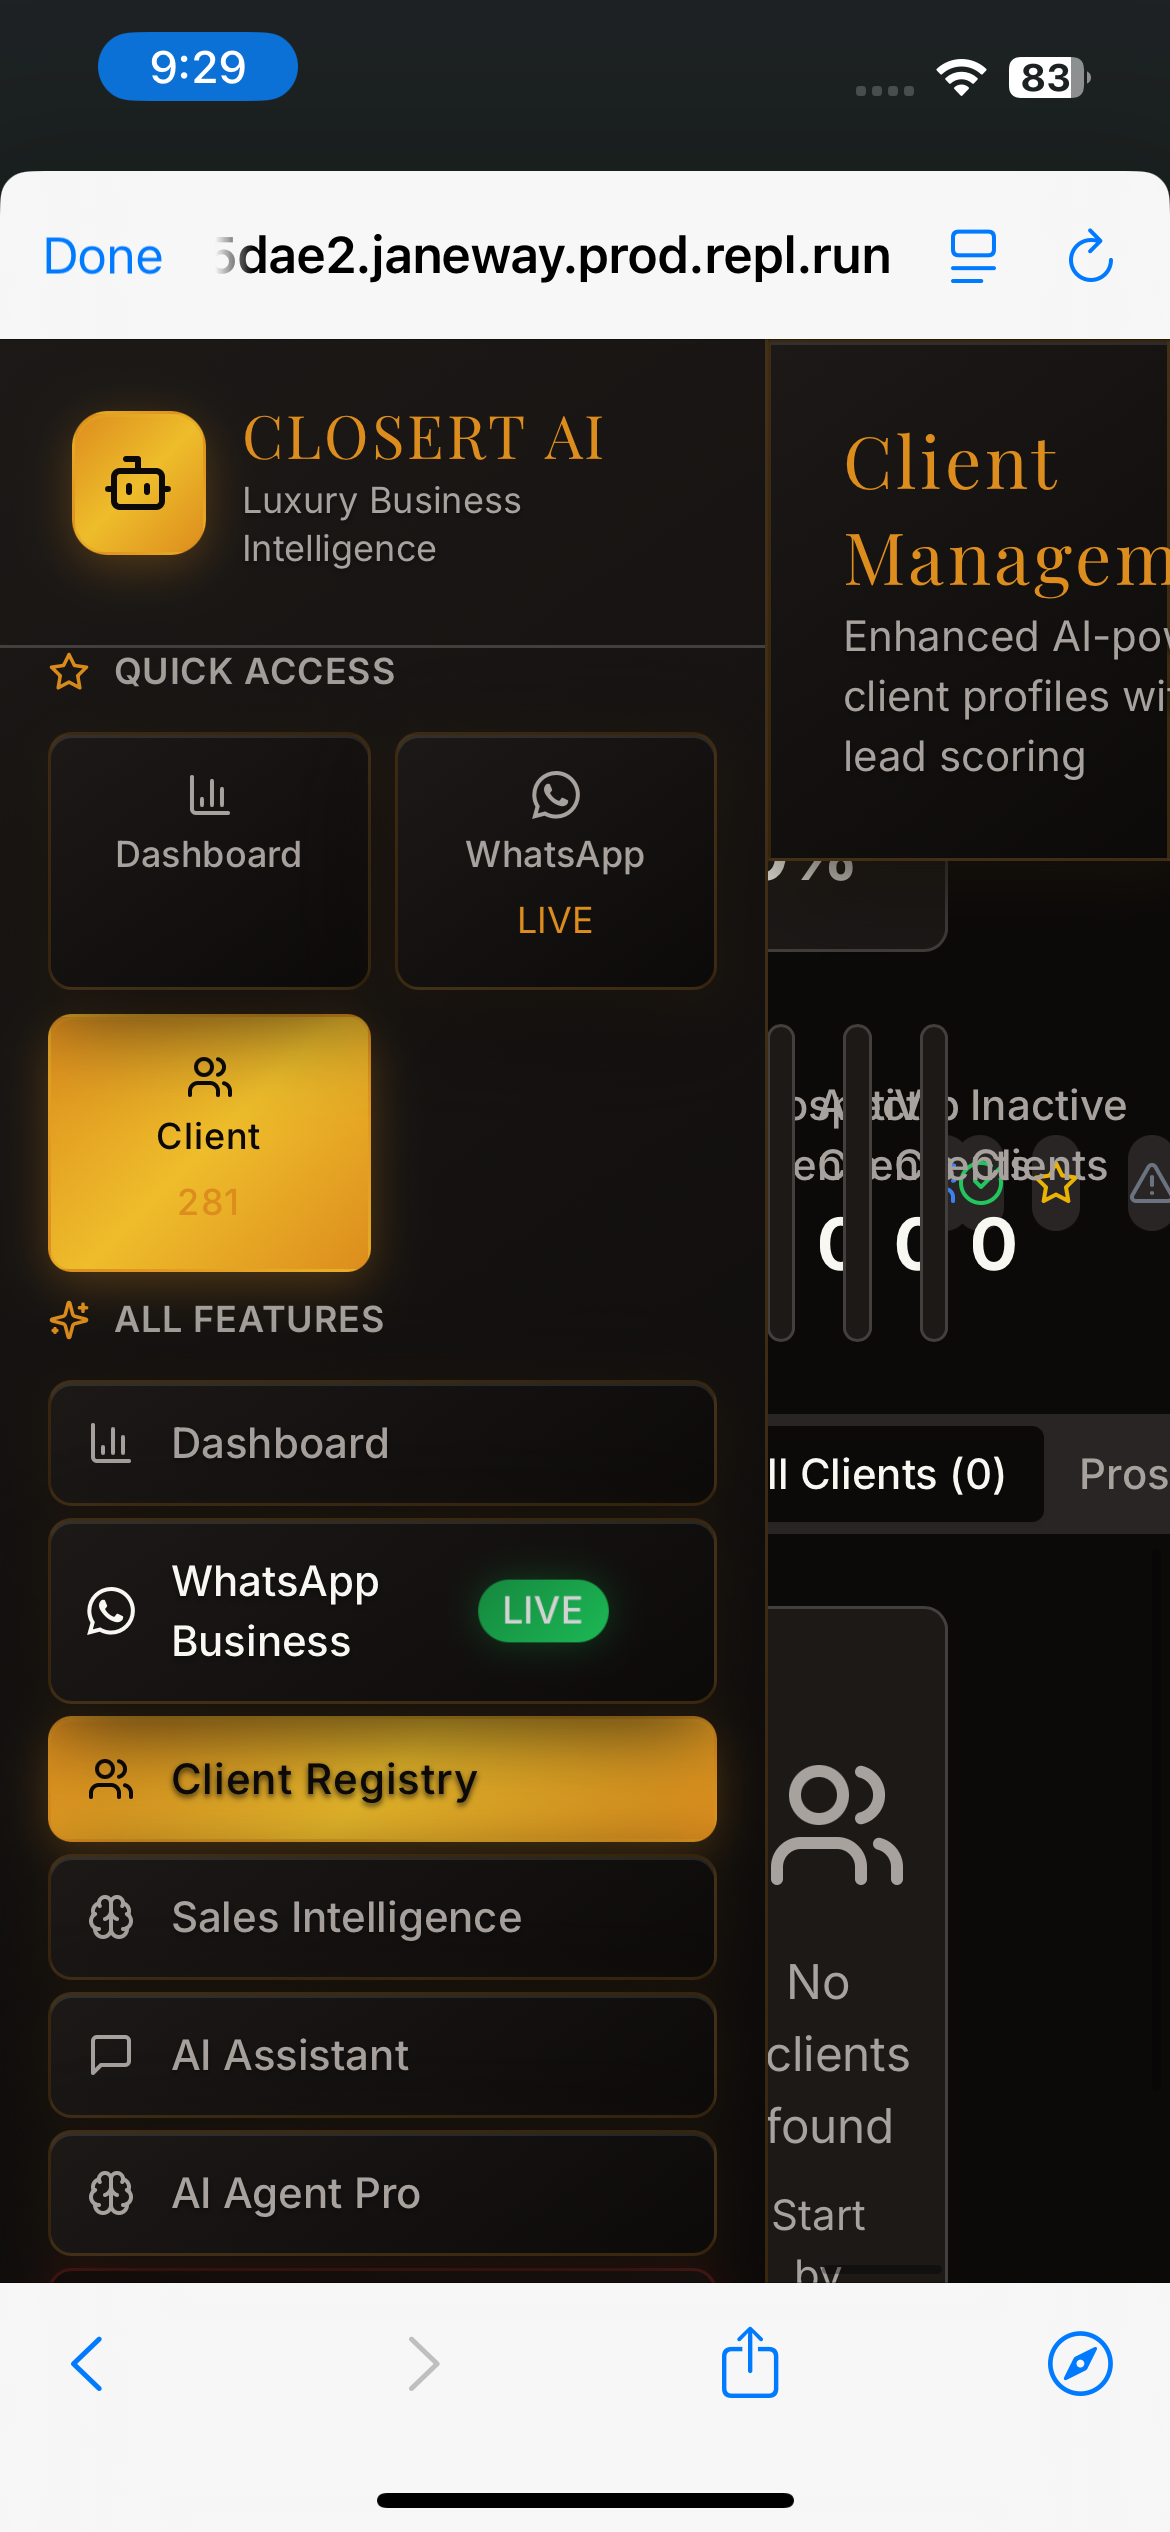 9:29
83
Done
5dae2.janeway.prod.repl.run
CLOSERT AI
Luxury Business
Intelligence
Client
Managem
Enhanced AI-pow
client profiles wi
lead scoring
QUICK ACCESS
Dashboard
WhatsApp
LIVE
Client
281
%
Inactive
Clients
0 0 0
ALL FEATURES
Dashboard
ll Clients (0)
Pros
WhatsApp
Business
LIVE
Client Registry
Sales Intelligence
AI Assistant
AI Agent Pro
No
clients
found
Start
by